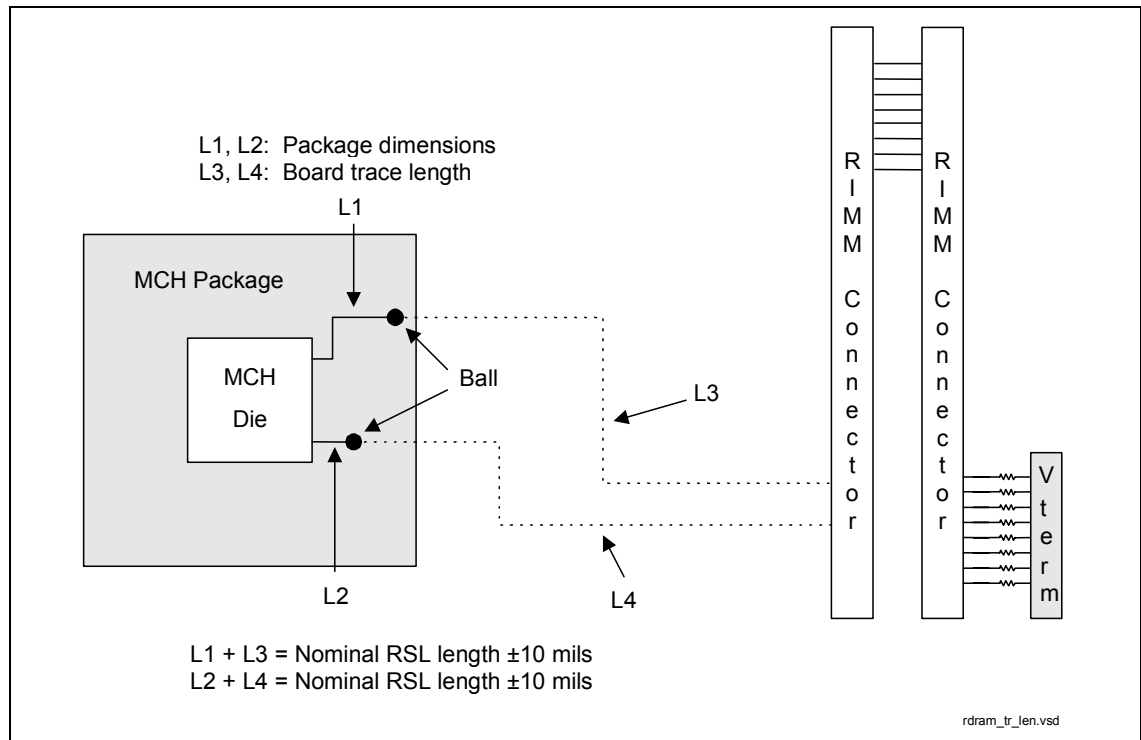 L1, L2: Package dimensions
L3, L4: Board trace length
L1
MCH Package
MCH
Die
Ball
L2
L3
L4
RIMM Connector
RIMM Connector
Vterm
L1 + L3 = Nominal RSL length ±10 mils
L2 + L4 = Nominal RSL length ±10 mils
rdram_tr_len.vsd